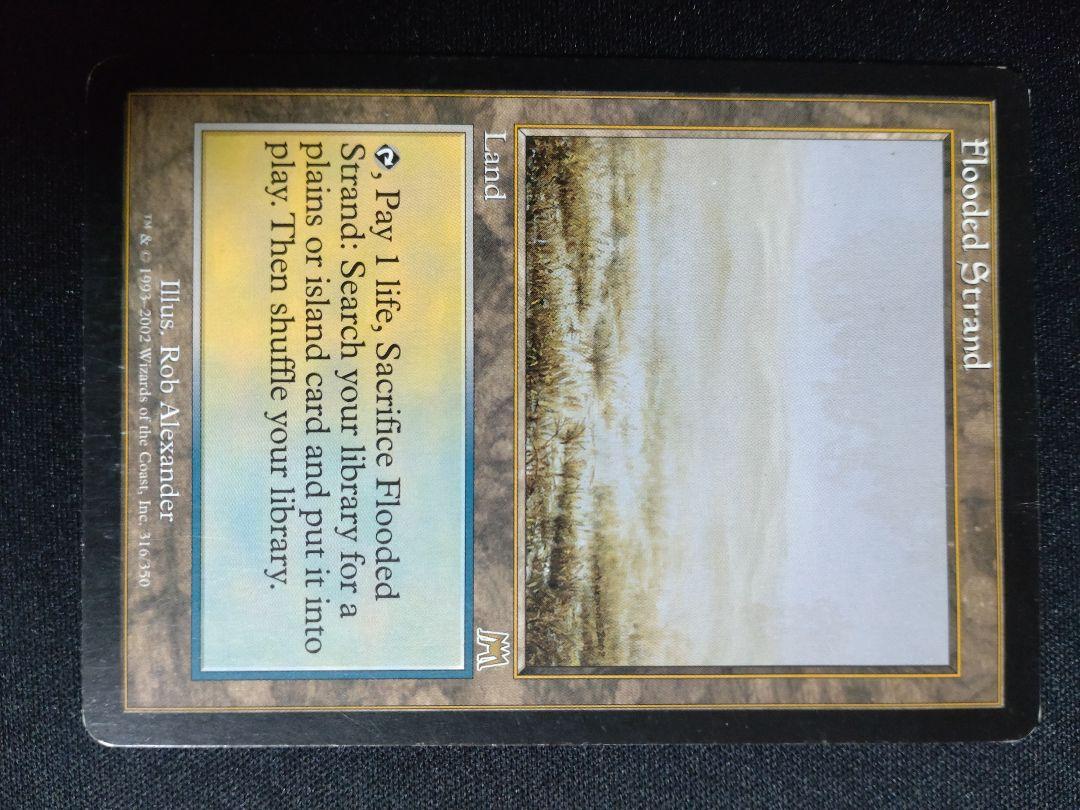 Flooded Strand
Land
, Pay 1 life, Sacrifice Flooded
Strand: Search your library for a
plains or island card and put it into
play. Then shuffle your library.
Illus. Rob Alexander
™ & © 1993–2002 Wizards of the Coast, Inc. 316/350